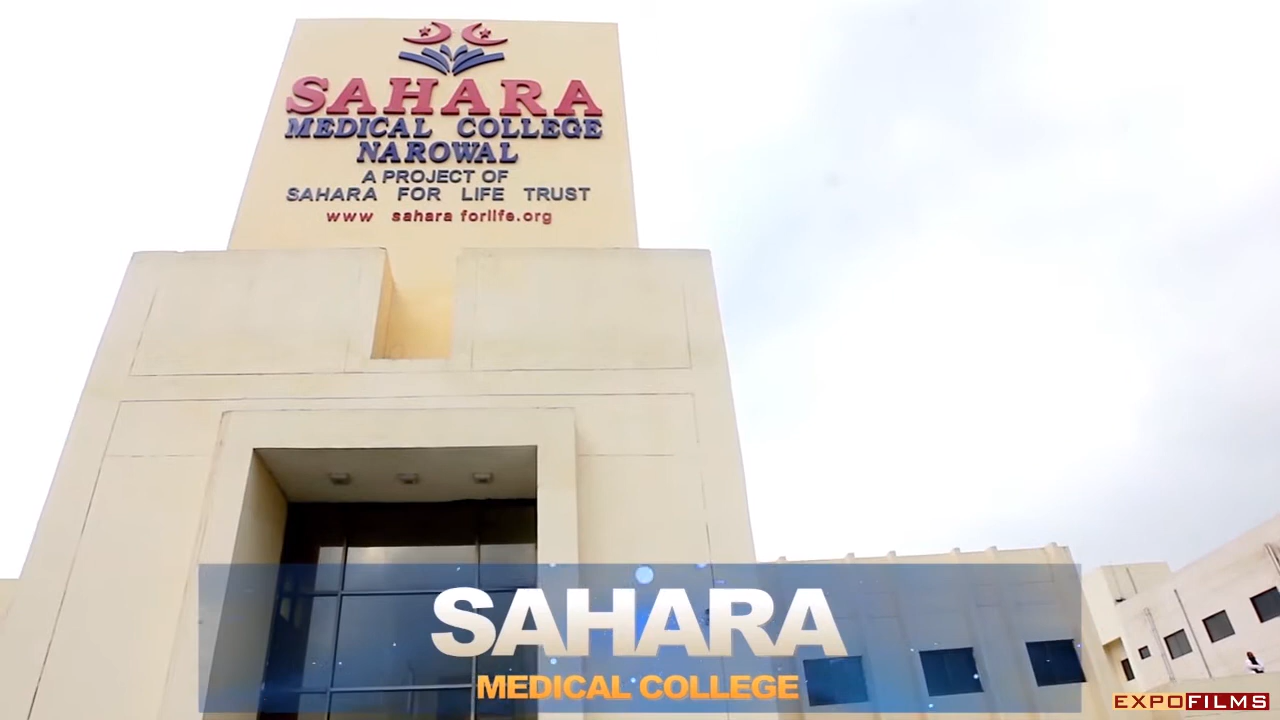 SAHARA
MEDICAL COLLEGE
NAROWAL
A PROJECT OF
SAHARA FOR LIFE TRUST
www sahara forlife.org
SAHARA
MEDICAL COLLEGE
EXPOFILMS